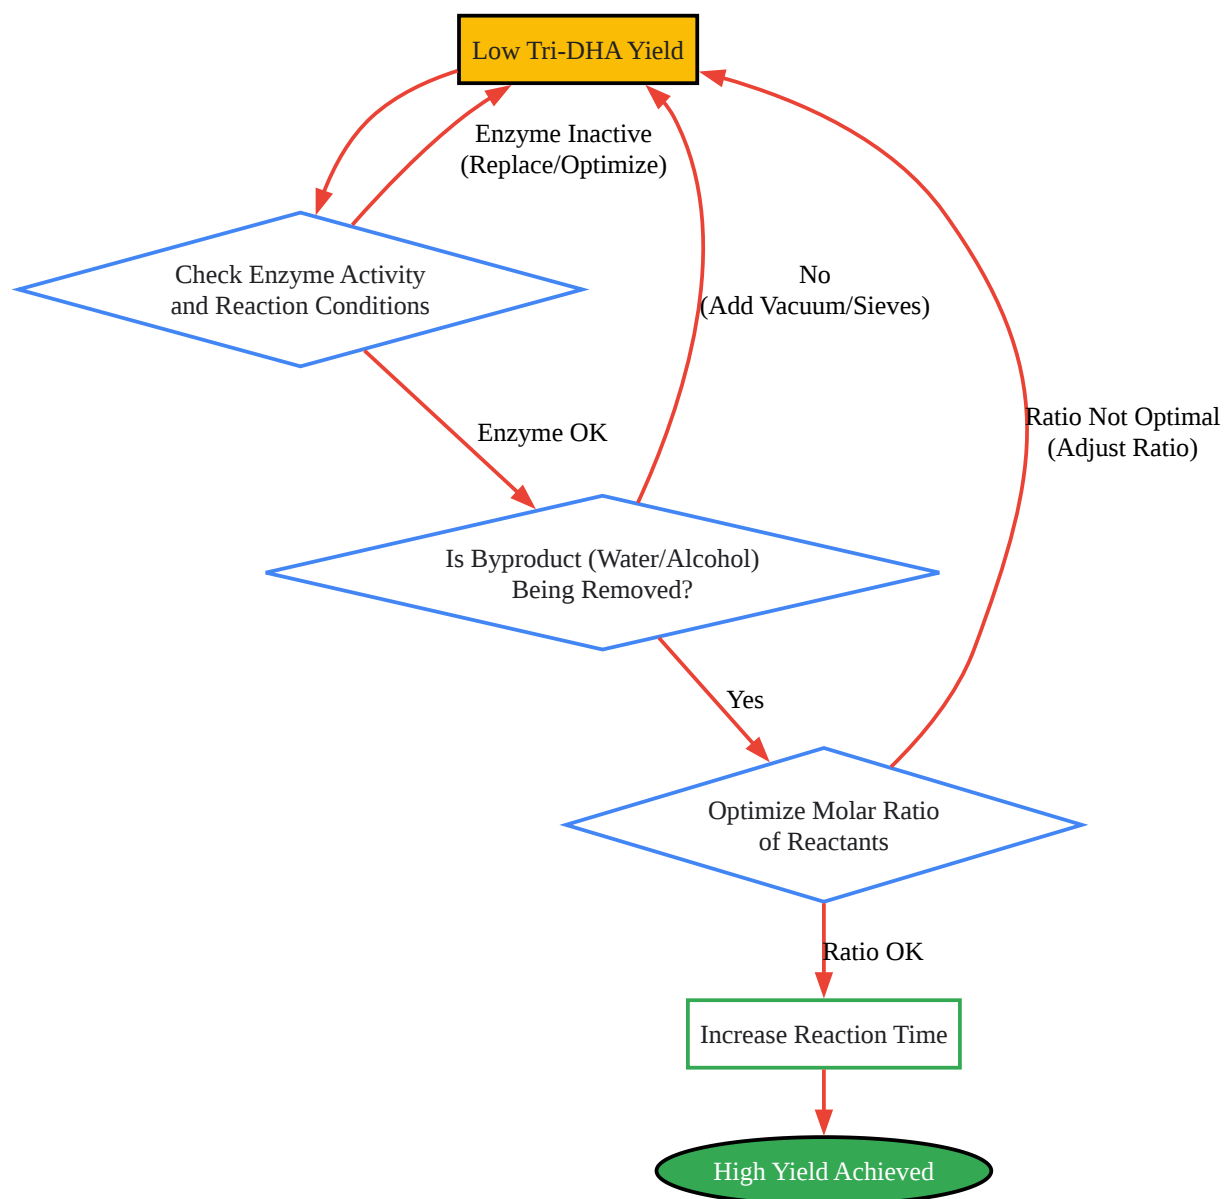 Low Tri-DHA Yield
Enzyme Inactive
(Replace/Optimize)
Check Enzyme Activity
and Reaction Conditions
No
(Add Vacuum/Sieves)
Ratio Not Optimal
(Adjust Ratio)
Enzyme OK
Is Byproduct (Water/Alcohol)
Being Removed?
Yes
Optimize Molar Ratio
of Reactants
Ratio OK
Increase Reaction Time
High Yield Achieved